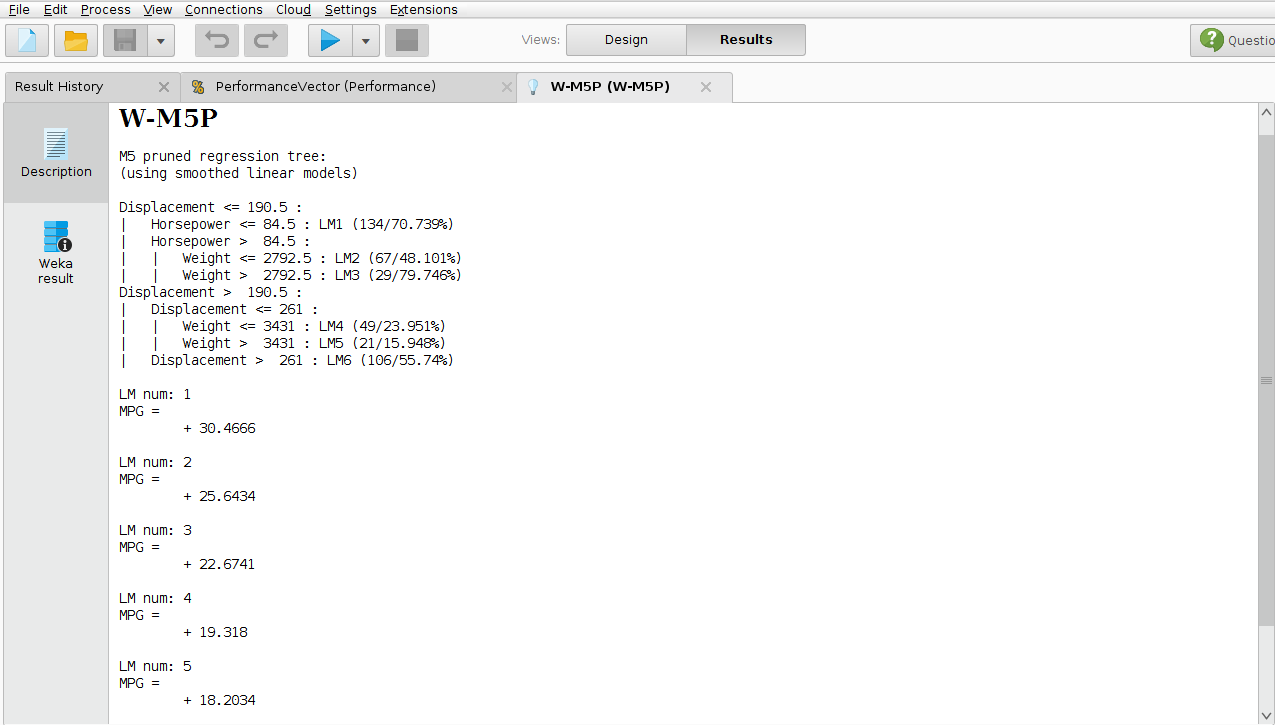 File Edit Process View Connections Cloud Settings Extensions
Views: Design Results Questio
Result History PerformanceVector (Performance) W-M5P (W-M5P)
Description
Weka
result
W-M5P
M5 pruned regression tree:
(using smoothed linear models)
Displacement <= 190.5 :
|   Horsepower <= 84.5 : LM1 (134/70.739%)
|   Horsepower >  84.5 :
|   |   Weight <= 2792.5 : LM2 (67/48.101%)
|   |   Weight >  2792.5 : LM3 (29/79.746%)
Displacement >  190.5 :
|   Displacement <= 261 :
|   |   Weight <= 3431 : LM4 (49/23.951%)
|   |   Weight >  3431 : LM5 (21/15.948%)
|   Displacement >  261 : LM6 (106/55.74%)
LM num: 1
MPG =
+ 30.4666
LM num: 2
MPG =
+ 25.6434
LM num: 3
MPG =
+ 22.6741
LM num: 4
MPG =
+ 19.318
LM num: 5
MPG =
+ 18.2034